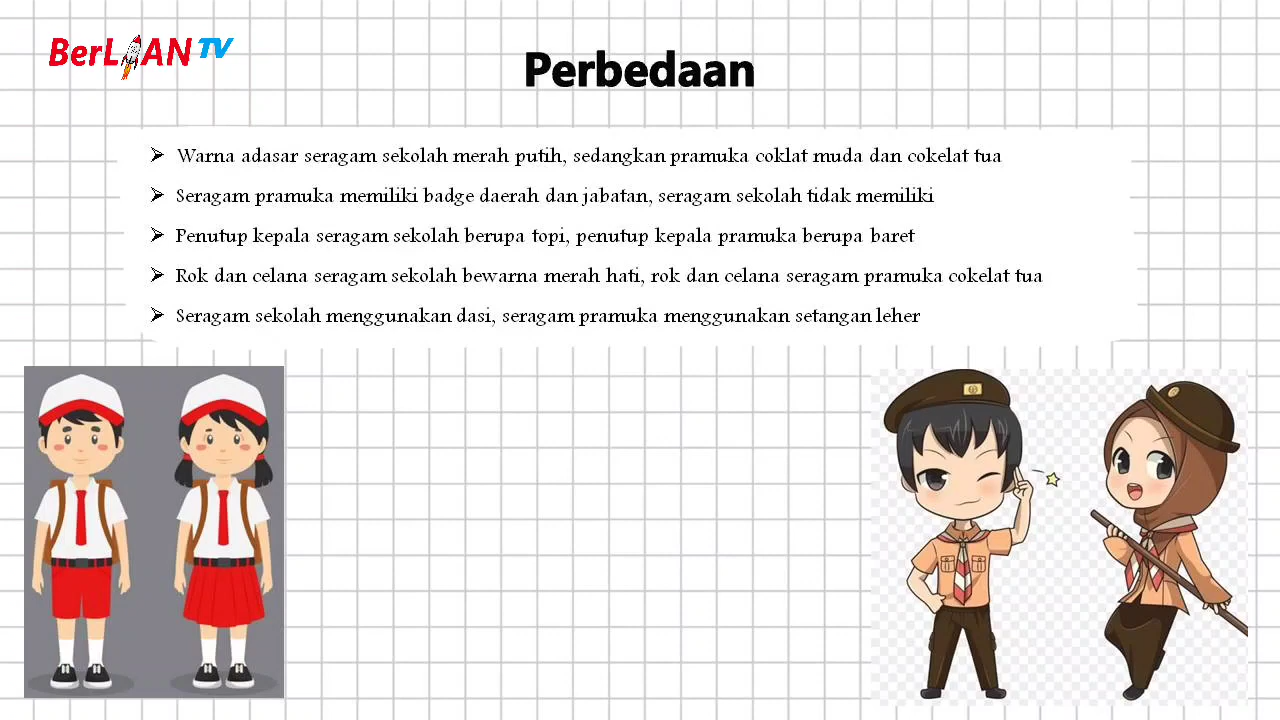 BerLIAN TV
Perbedaan
Warna adasar seragam sekolah merah putih, sedangkan pramuka coklat muda dan cokelat tua
Seragam pramuka memiliki badge daerah dan jabatan, seragam sekolah tidak memiliki
Penutup kepala seragam sekolah berupa topi, penutup kepala pramuka berupa baret
Rok dan celana seragam sekolah bewarna merah hati, rok dan celana seragam pramuka cokelat tua
Seragam sekolah menggunakan dasi, seragam pramuka menggunakan setangan leher